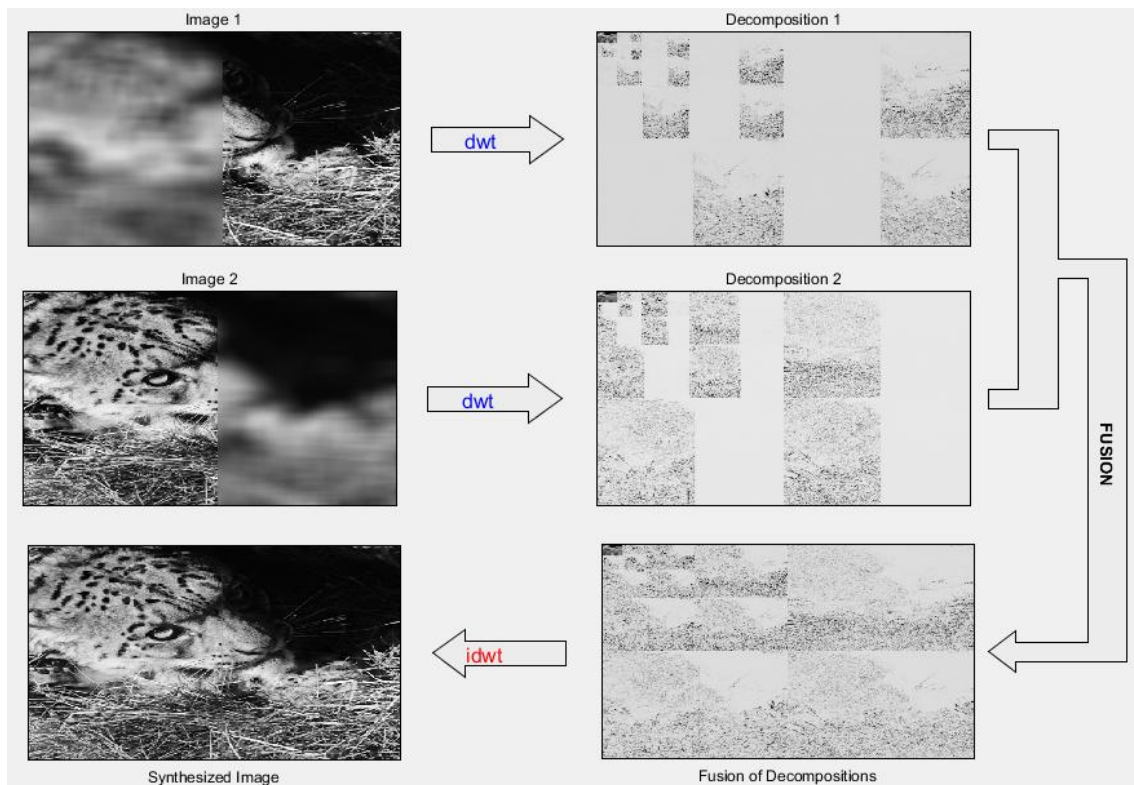 Image 1
Decomposition 1
dwt
Image 2
Decomposition 2
dwt
FUSION
idwt
Synthesized Image
Fusion of Decompositions